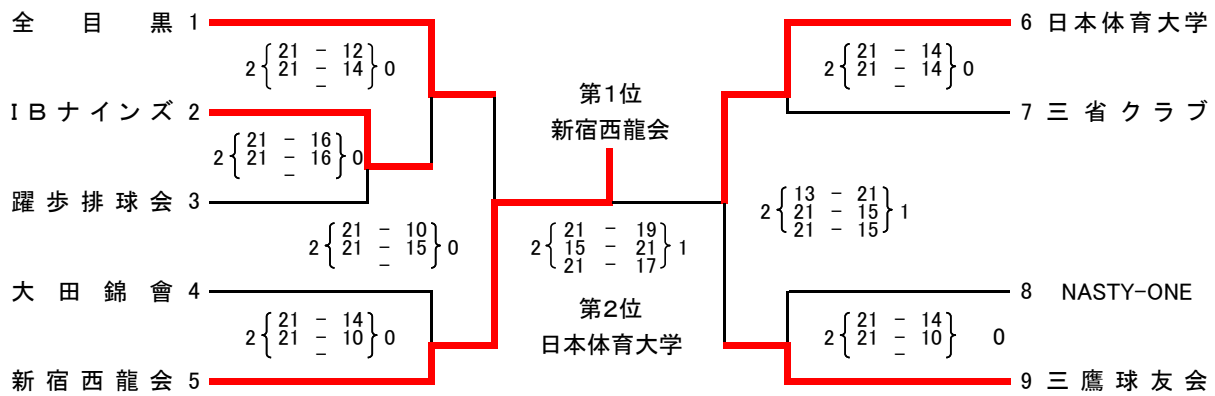 全目黒 1
2 { 21 - 12 } 0
21 - 14
-
IBナインズ 2
2 { 21 - 16 } 0
21 - 16
-
躍歩排球会 3
2 { 21 - 10 } 0
21 - 15
-
大田錦會 4
2 { 21 - 14 } 0
21 - 10
-
新宿西龍会 5
第1位
新宿西龍会
2 { 21 - 19 } 1
15 - 21
21 - 17
第2位
日本体育大学
6 日本体育大学
2 { 21 - 14 } 0
21 - 14
-
7 三省クラブ
2 { 13 - 21 } 1
21 - 15
21 - 15
8 NASTY-ONE
2 { 21 - 14 } 0
21 - 10
-
9 三鷹球友会